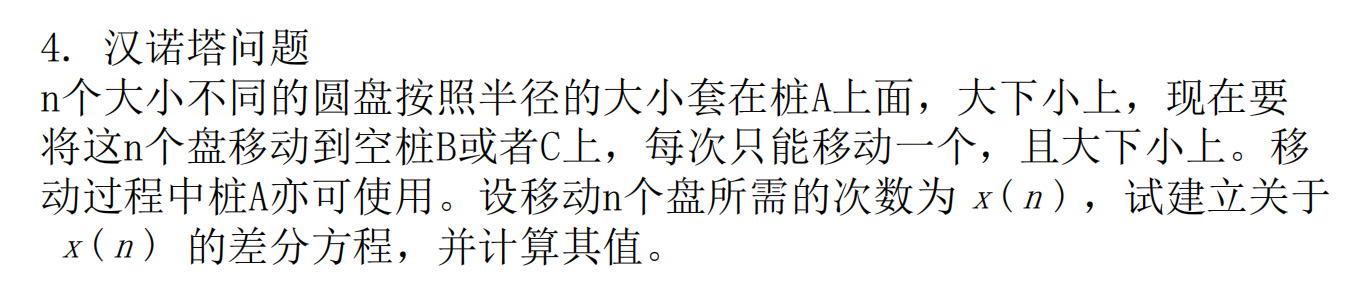 4. 汉诺塔问题
n个大小不同的圆盘按照半径的大小套在桩A上面，大下小上，现在要
将这n个盘移动到空桩B或者C上，每次只能移动一个，且大下小上。移
动过程中桩A亦可使用。设移动n个盘所需的次数为 x(n)，试建立关于
x(n) 的差分方程，并计算其值。